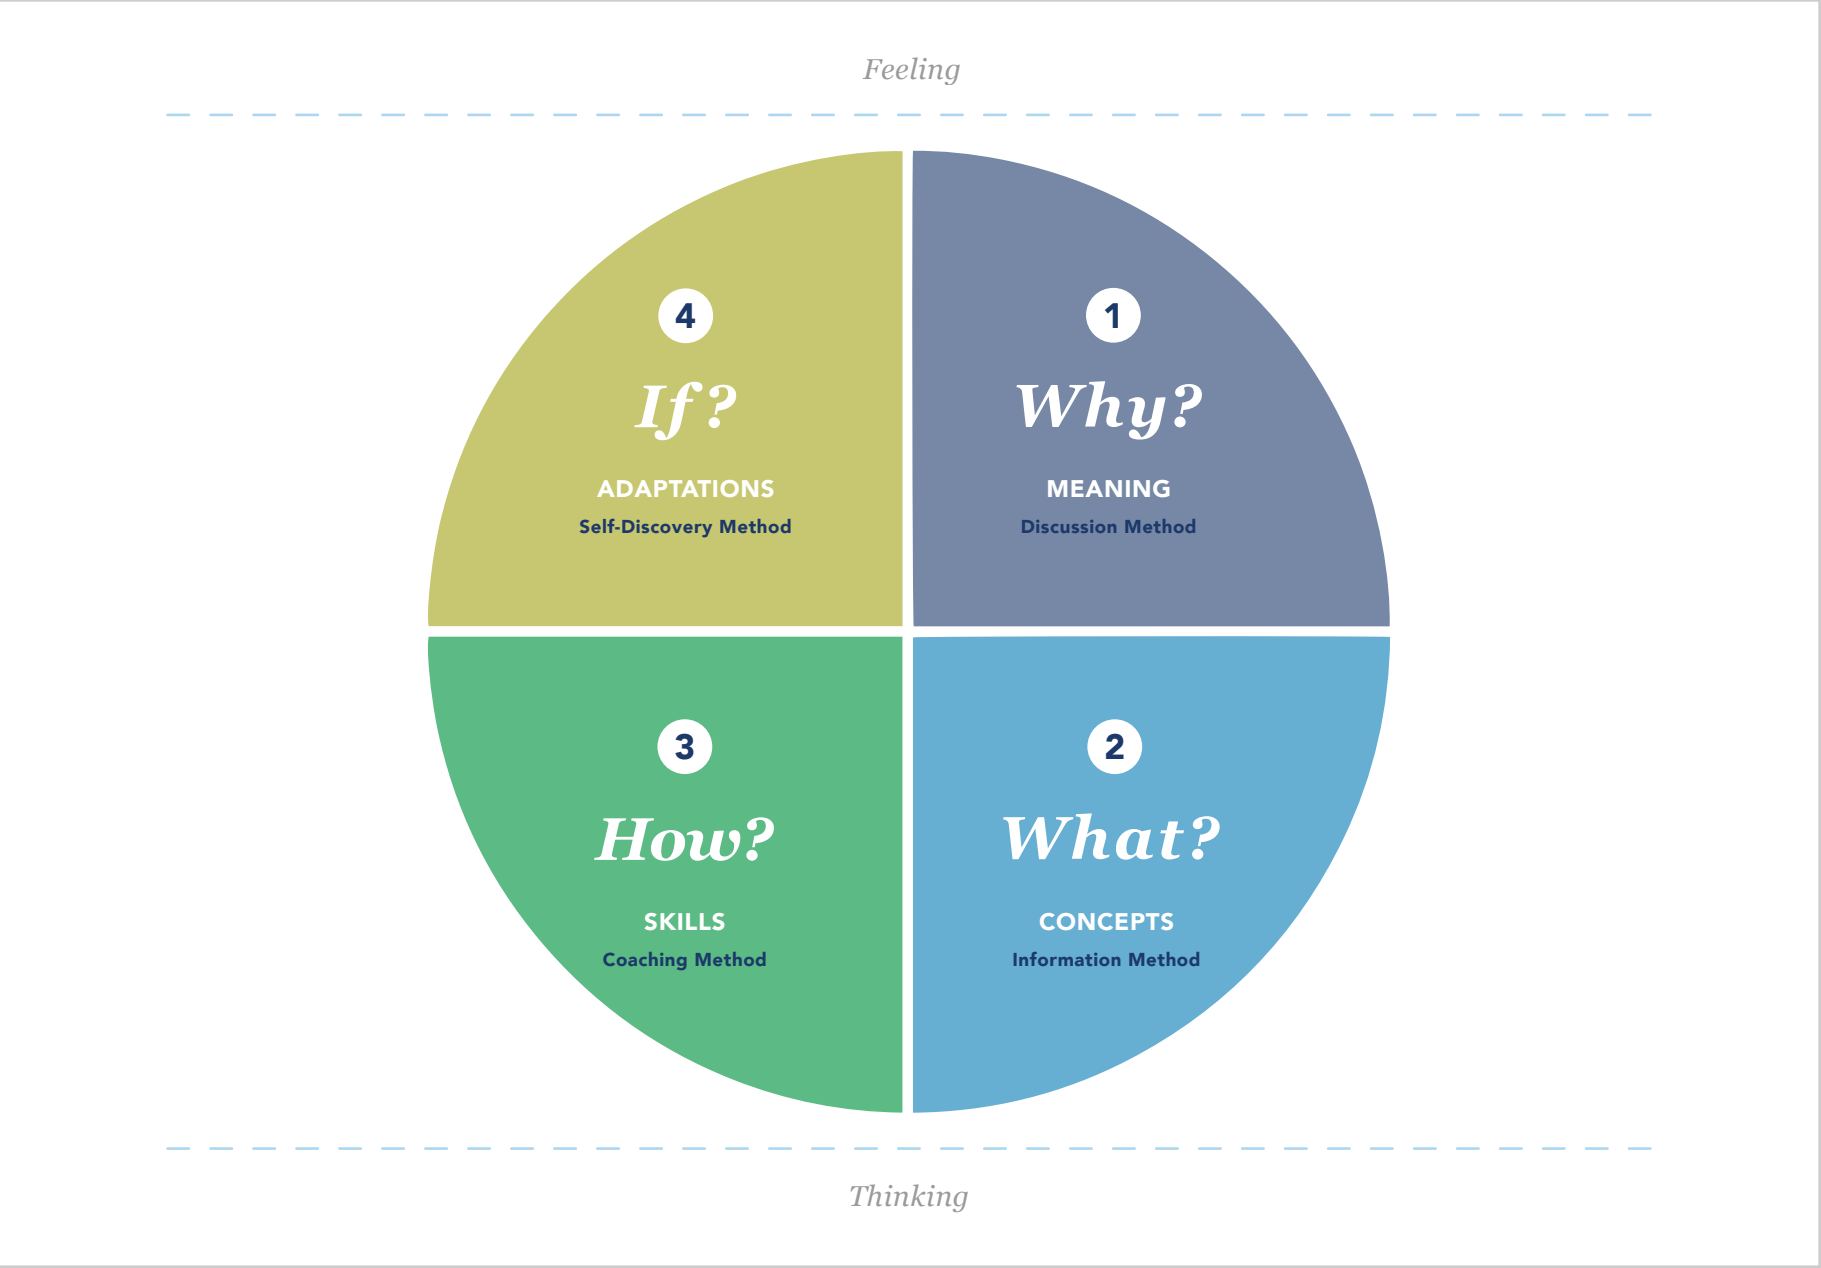 Feeling
4
If?
ADAPTATIONS
Self-Discovery Method
1
Why?
MEANING
Discussion Method
3
How?
SKILLS
Coaching Method
2
What?
CONCEPTS
Information Method
Thinking